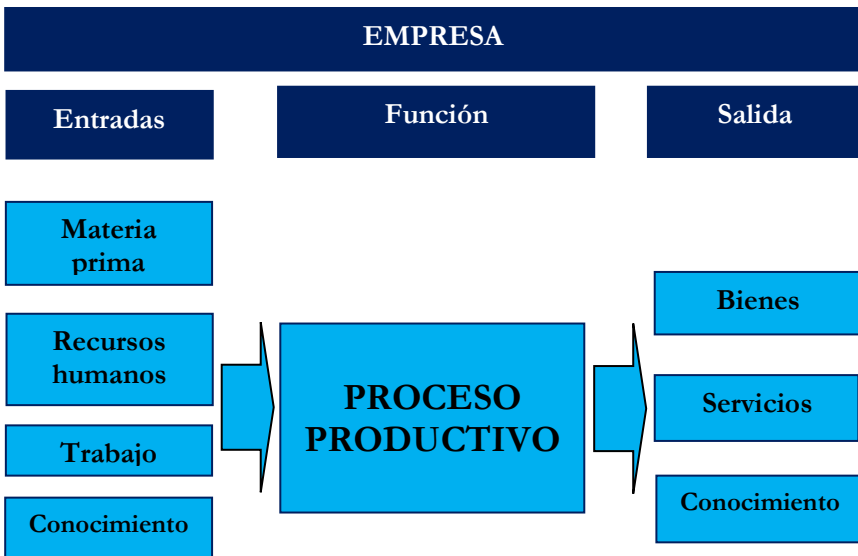 EMPRESA
Entradas
Función
Salida
Materia
prima
Recursos
humanos
Trabajo
Conocimiento
PROCESO
PRODUCTIVO
Bienes
Servicios
Conocimiento